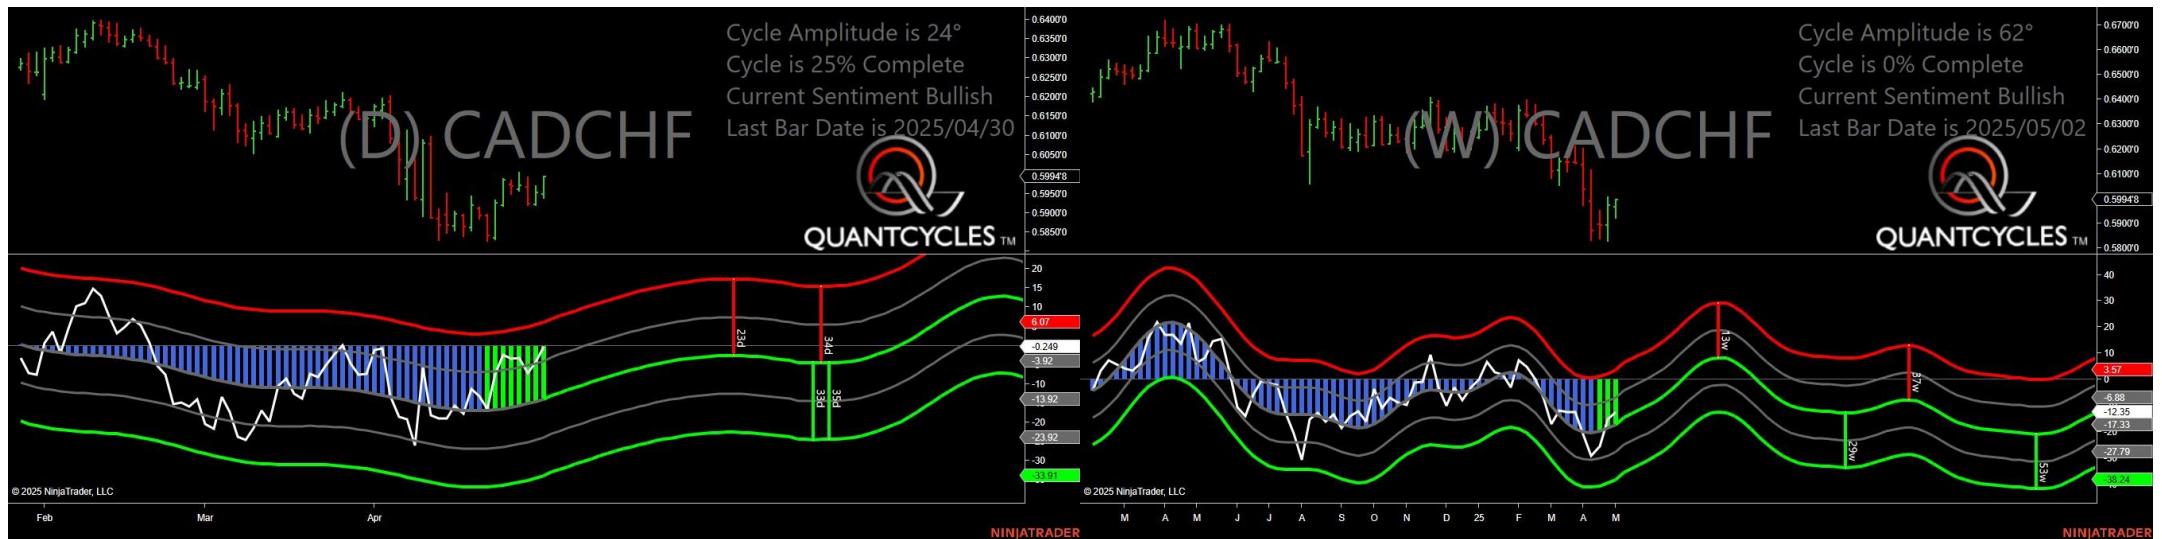 Cycle Amplitude is 24°
Cycle is 25% Complete
Current Sentiment Bullish
Last Bar Date is 2025/04/30
(D) CADCHF
QUANTCYCLES TM
0.6400'0
0.6350'0
0.6300'0
0.6250'0
0.6200'0
0.6150'0
0.6100'0
0.6050'0
0.5994'8
0.5950'0
0.5900'0
0.5850'0
20
15
10
6.07
-0.249
-3.92
-10
-13.92
-20
-23.92
-30
-33.91
23d
34d
33d
35d
© 2025 NinjaTrader, LLC
Feb
Mar
Apr
NINJATRADER
Cycle Amplitude is 62°
Cycle is 0% Complete
Current Sentiment Bullish
Last Bar Date is 2025/05/02
(W) CADCHF
QUANTCYCLES TM
0.6700'0
0.6600'0
0.6500'0
0.6400'0
0.6300'0
0.6200'0
0.6100'0
0.5994'8
0.5900'0
0.5800'0
40
30
20
10
3.57
0
-6.88
-12.35
-17.33
-20
-27.79
-38.24
13w
29w
37w
53w
© 2025 NinjaTrader, LLC
M
A
M
J
J
A
S
O
N
D
25
F
M
A
M
NINJATRADER